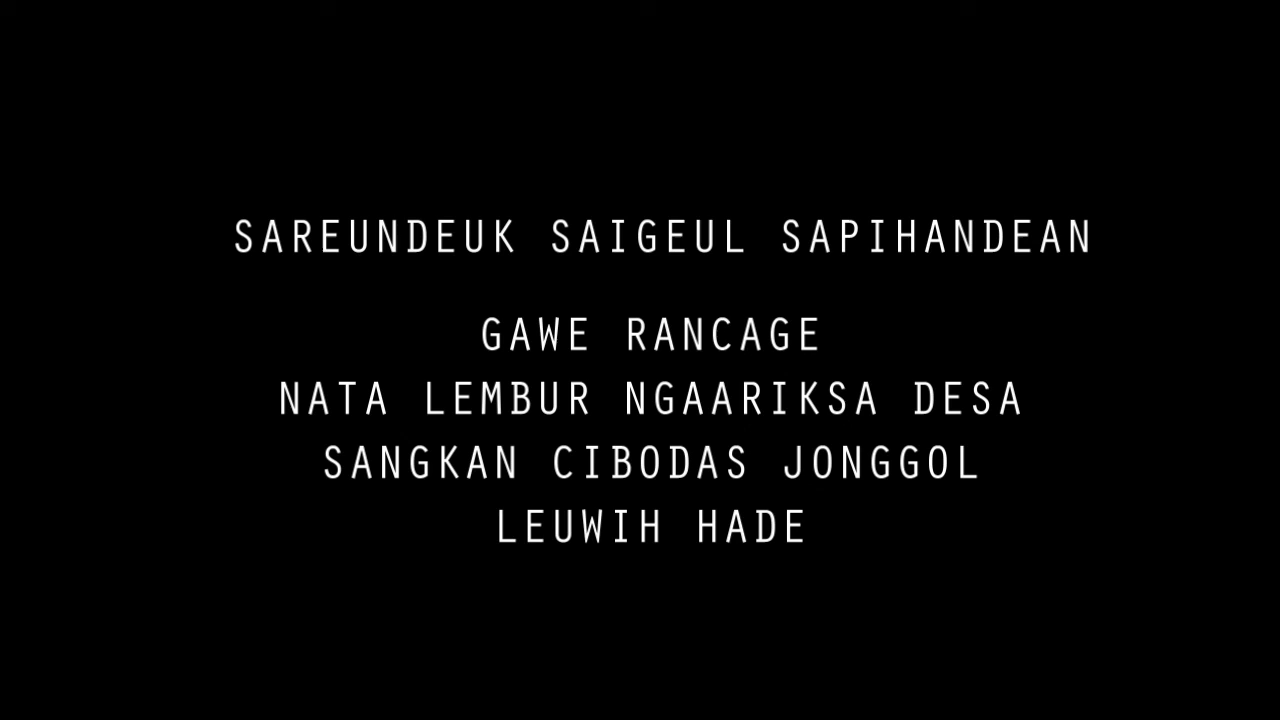 SAREUNDEUK SAIGEUL SAPIHANDEAN
GAWE RANCAGE
NATA LEMBUR NGAARIKSA DESA
SANGKAN CIBODAS JONGGOL
LEUWIH HADE